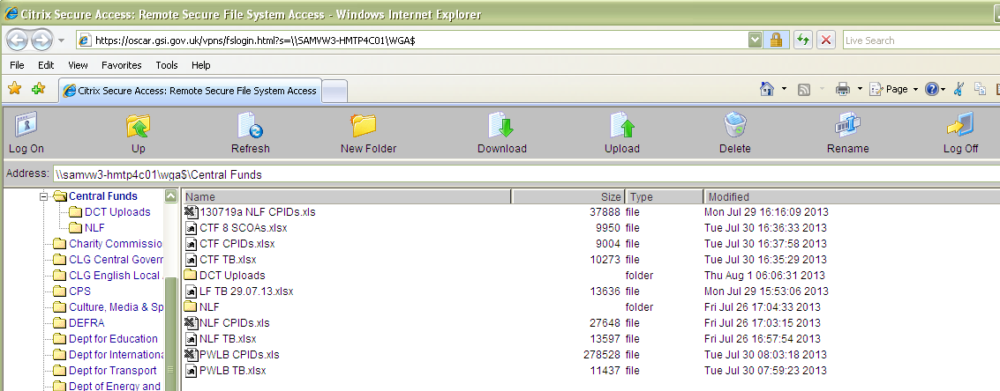 Citrix Secure Access: Remote Secure File System Access - Windows Internet Explorer
https://oscar.gsi.gov.uk/vpns/fslogin.html?s=\\SAMVW3-HMTP4C01\WGA$ Live Search
File Edit View Favorites Tools Help
Citrix Secure Access: Remote Secure File System Access Page
Log On Up Refresh New Folder Download Upload Delete Rename Log Off
Address: \\samvw3-hmtp4c01\wga$\Central Funds
Central Funds
DCT Uploads
NLF
Charity Commissio
CLG Central Govern
CLG English Local
CPS
Culture, Media & Sp
DEFRA
Dept for Education
Dept for Internationa
Dept for Transport
Dept of Energy and
Name Size Type Modified
130719a NLF CPIDs.xls 37888 file Mon Jul 29 16:16:09 2013
CTF 8 SCOAs.xlsx 9950 file Tue Jul 30 16:36:33 2013
CTF CPIDs.xlsx 9004 file Tue Jul 30 16:37:58 2013
CTF TB.xlsx 10273 file Tue Jul 30 16:35:29 2013
DCT Uploads folder Thu Aug 1 06:06:31 2013
LF TB 29.07.13.xlsx 13636 file Mon Jul 29 15:53:06 2013
NLF folder Fri Jul 26 17:04:33 2013
NLF CPIDs.xls 27648 file Fri Jul 26 17:03:15 2013
NLF TB.xlsx 13597 file Fri Jul 26 16:57:54 2013
PWLB CPIDs.xls 278528 file Tue Jul 30 08:03:18 2013
PWLB TB.xlsx 11437 file Tue Jul 30 07:59:23 2013